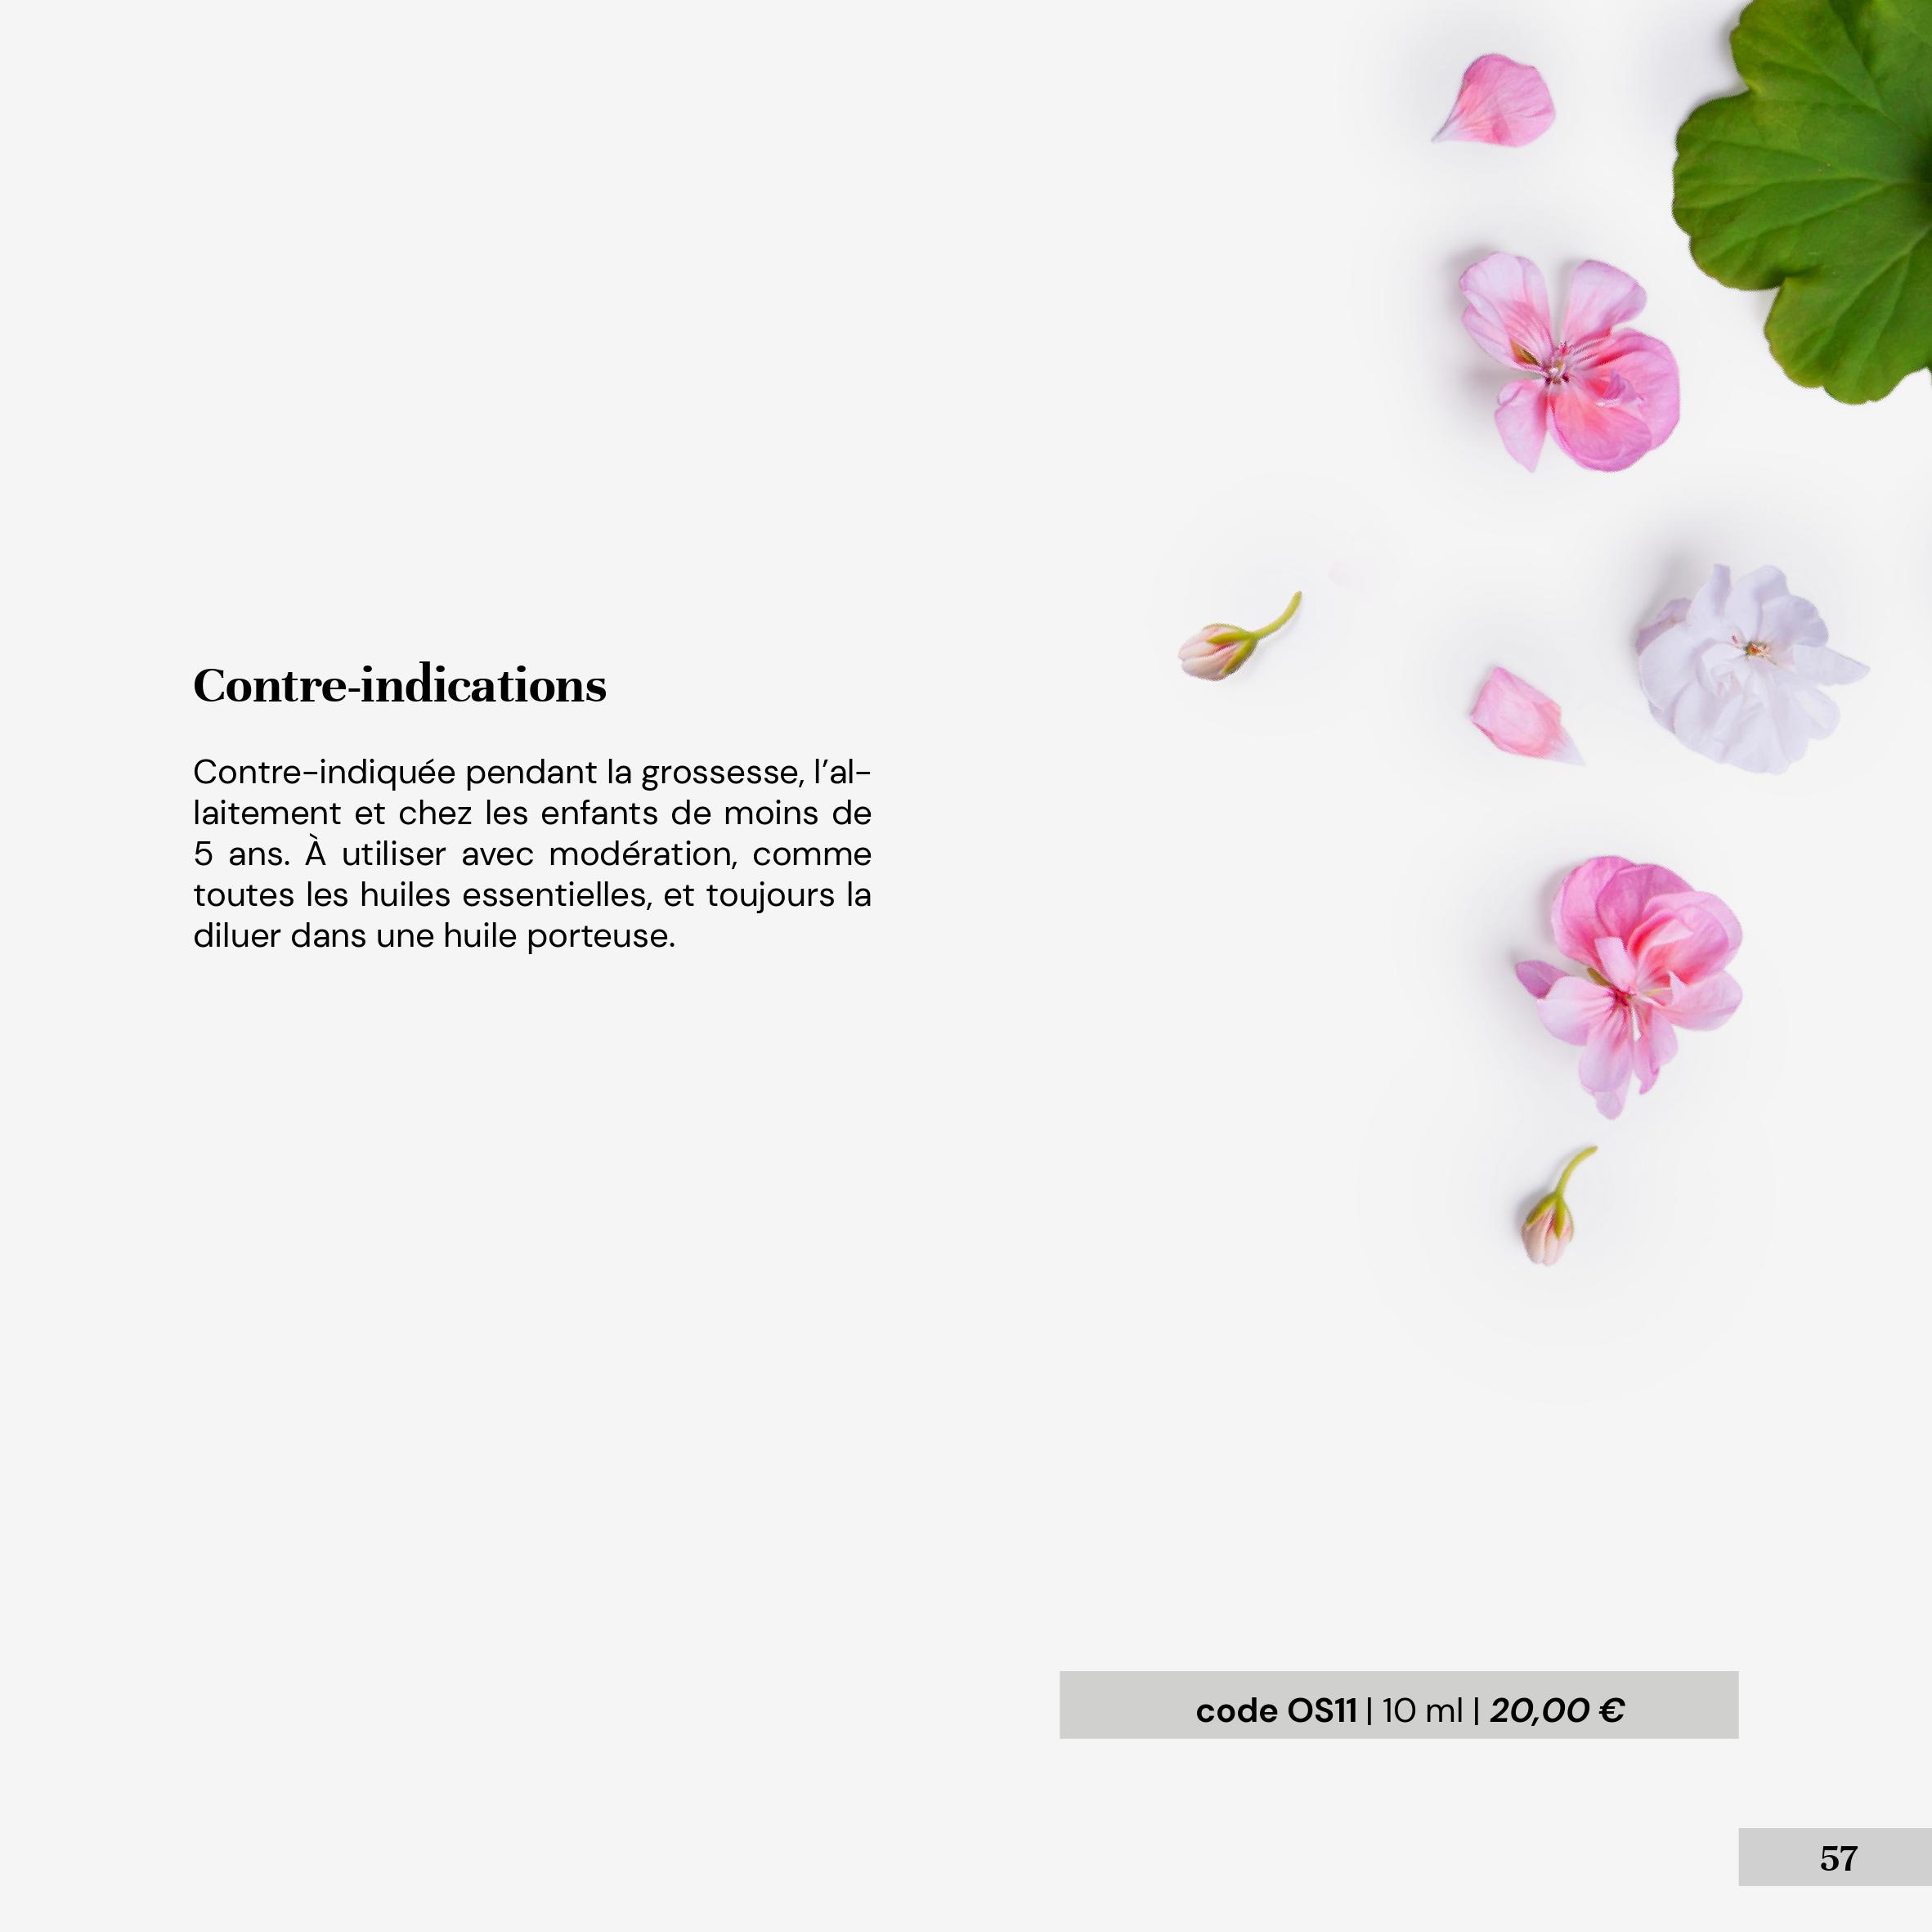 Contre-indications
Contre-indiquée pendant la grossesse, l’al-
laitement et chez les enfants de moins de
5 ans. À utiliser avec modération, comme
toutes les huiles essentielles, et toujours la
diluer dans une huile porteuse.
code OS11 | 10 ml | 20,00 €
57